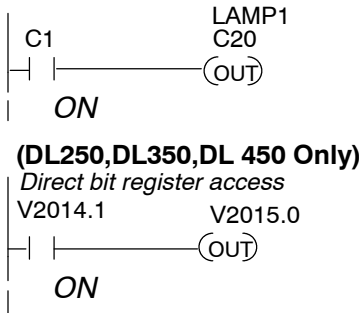 LAMP1
C1 C20
OUT
ON
(DL250,DL350,DL 450 Only)
Direct bit register access
V2014.1 V2015.0
OUT
ON